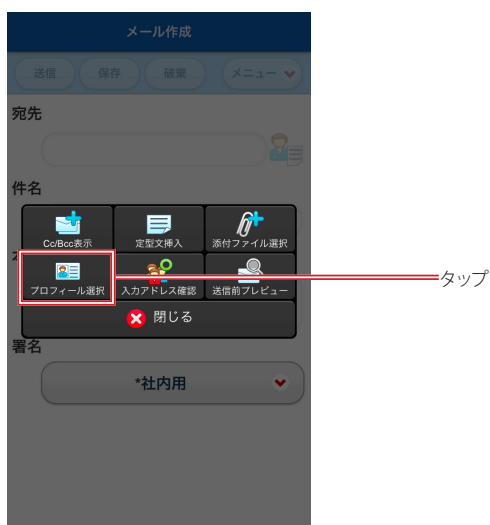 メール作成
送信 保存 破棄 メニュー
宛先
件名
Cc/Bcc表示 定型文挿入 添付ファイル選択
プロフィール選択 入力アドレス確認 送信前プレビュー
タップ
閉じる
署名
*社内用